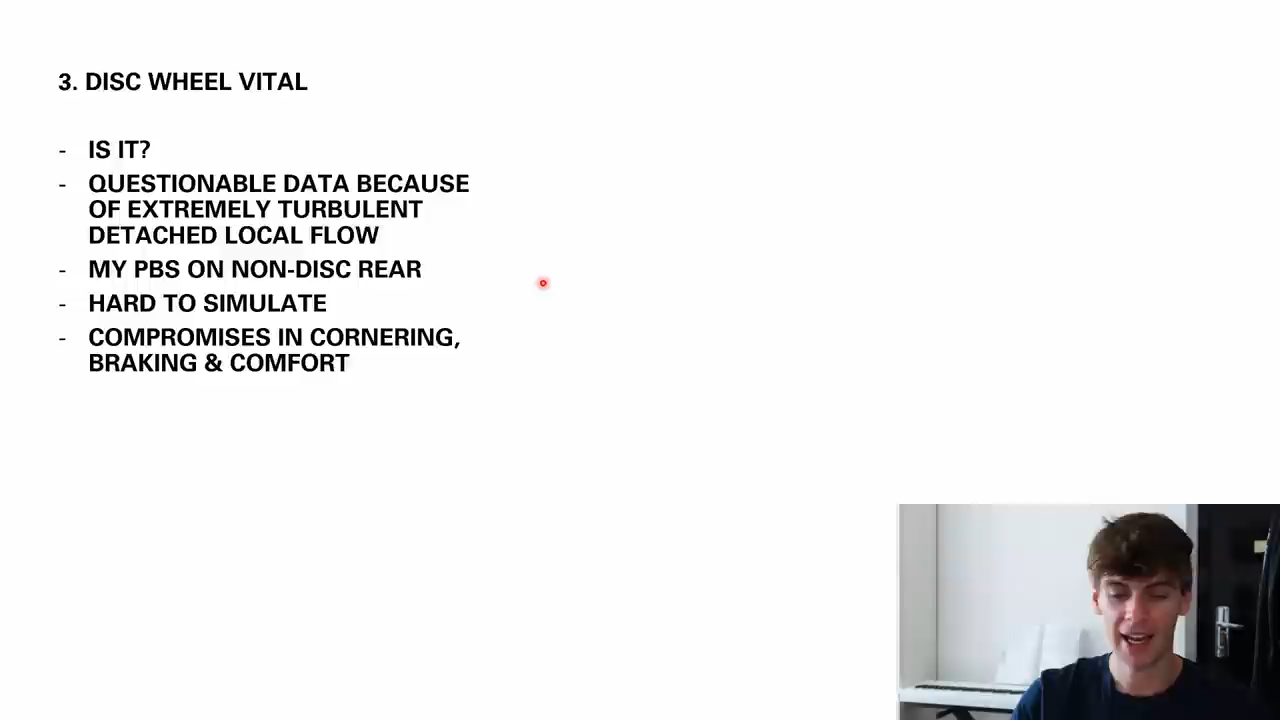 3. DISC WHEEL VITAL
- IS IT?
- QUESTIONABLE DATA BECAUSE
OF EXTREMELY TURBULENT
DETACHED LOCAL FLOW
- MY PBS ON NON-DISC REAR
- HARD TO SIMULATE
- COMPROMISES IN CORNERING,
BRAKING & COMFORT